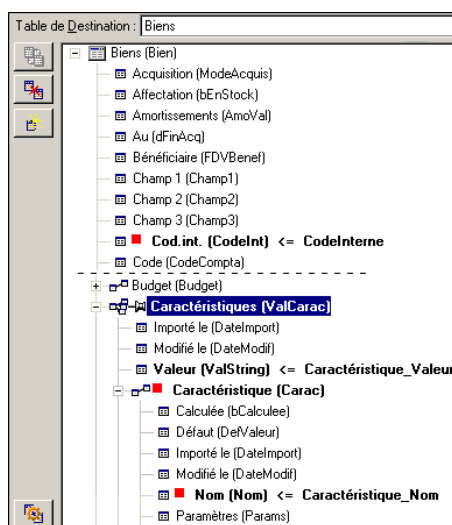 Table de Destination : Biens
Biens (Bien)
Acquisition (ModeAcquis)
Affectation (bEnStock)
Amortissements (AmoVal)
Au (dFinAcq)
Bénéficiaire (FDVBenef)
Champ 1 (Champ1)
Champ 2 (Champ2)
Champ 3 (Champ3)
Cod.int. (CodeInt) <= CodeInterne
Code (CodeCompta)
Budget (Budget)
Caractéristiques (ValCarac)
Importé le (DateImport)
Modifié le (DateModif)
Valeur (ValString) <= Caractéristique_Valeur
Caractéristique (Carac)
Calculée (bCalculee)
Défaut (DefValeur)
Importé le (DateImport)
Modifié le (DateModif)
Nom (Nom) <= Caractéristique_Nom
Paramètres (Params)